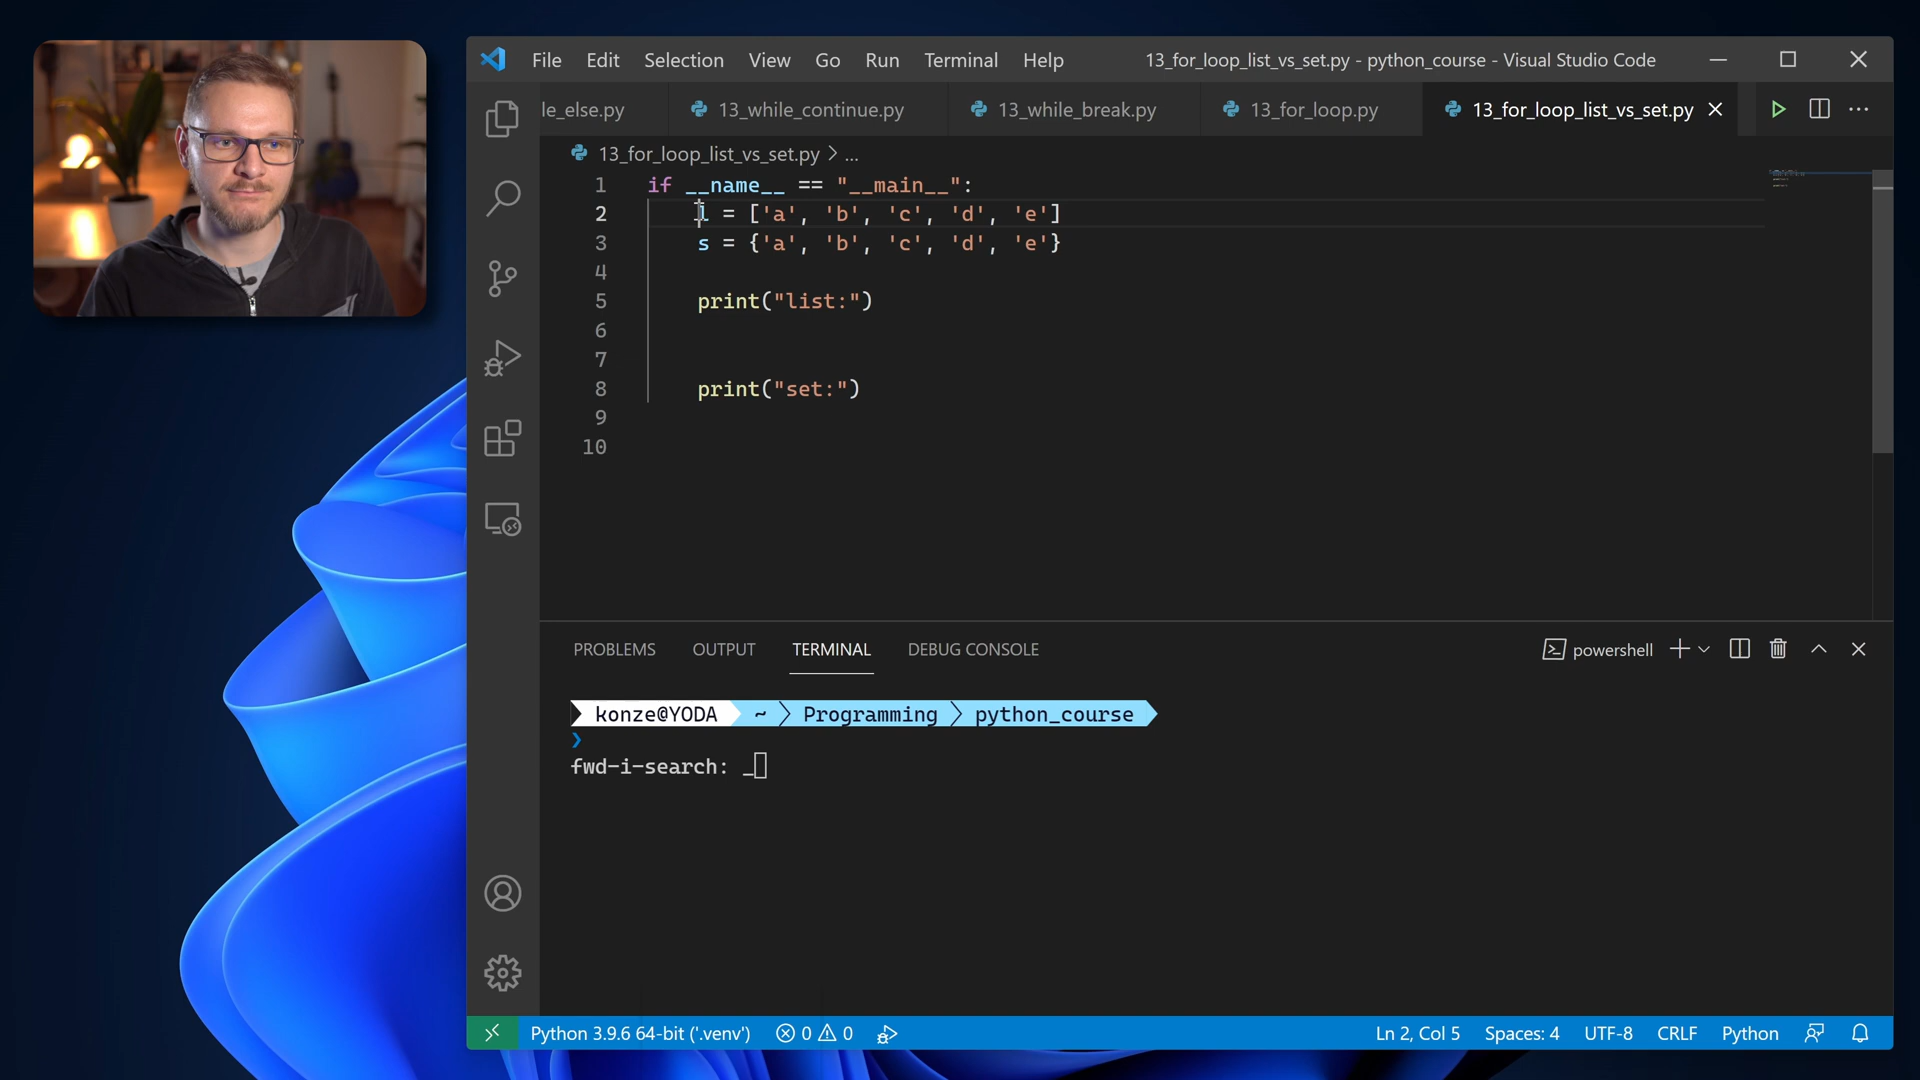 File Edit Selection View Go Run Terminal Help 13_for_loop_list_vs_set.py - python_course - Visual Studio Code
le_else.py 13_while_continue.py 13_while_break.py 13_for_loop.py 13_for_loop_list_vs_set.py
13_for_loop_list_vs_set.py > ...
1 if __name__ == "__main__":
2 l = ['a', 'b', 'c', 'd', 'e']
3 s = {'a', 'b', 'c', 'd', 'e'}
4
5 print("list:")
6
7
8 print("set:")
9
10
PROBLEMS OUTPUT TERMINAL DEBUG CONSOLE powershell
konze@YODA ~ Programming python_course
❯
fwd-i-search: _
Python 3.9.6 64-bit ('.venv') 0 0 Ln 2, Col 5 Spaces: 4 UTF-8 CRLF Python